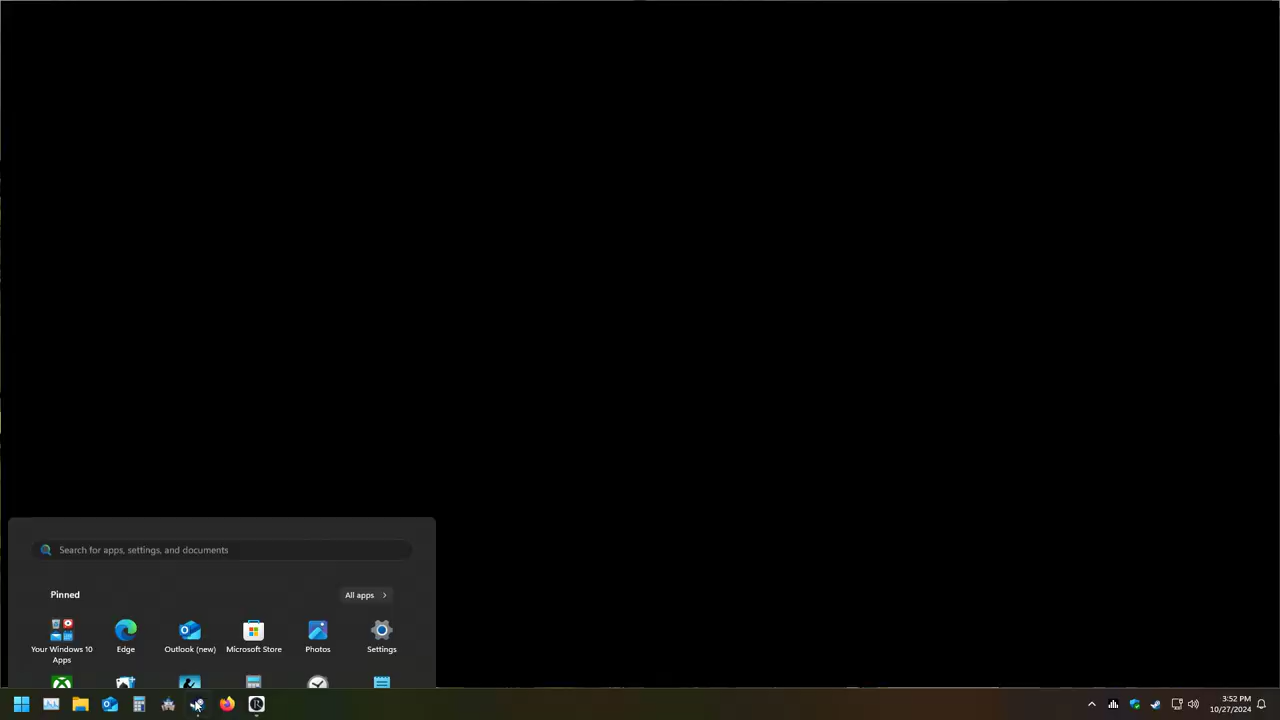 Search for apps, settings, and documents
Pinned
All apps
Your Windows 10
Apps
Edge
Outlook (new)
Microsoft Store
Photos
Settings
3:52 PM
10/27/2024